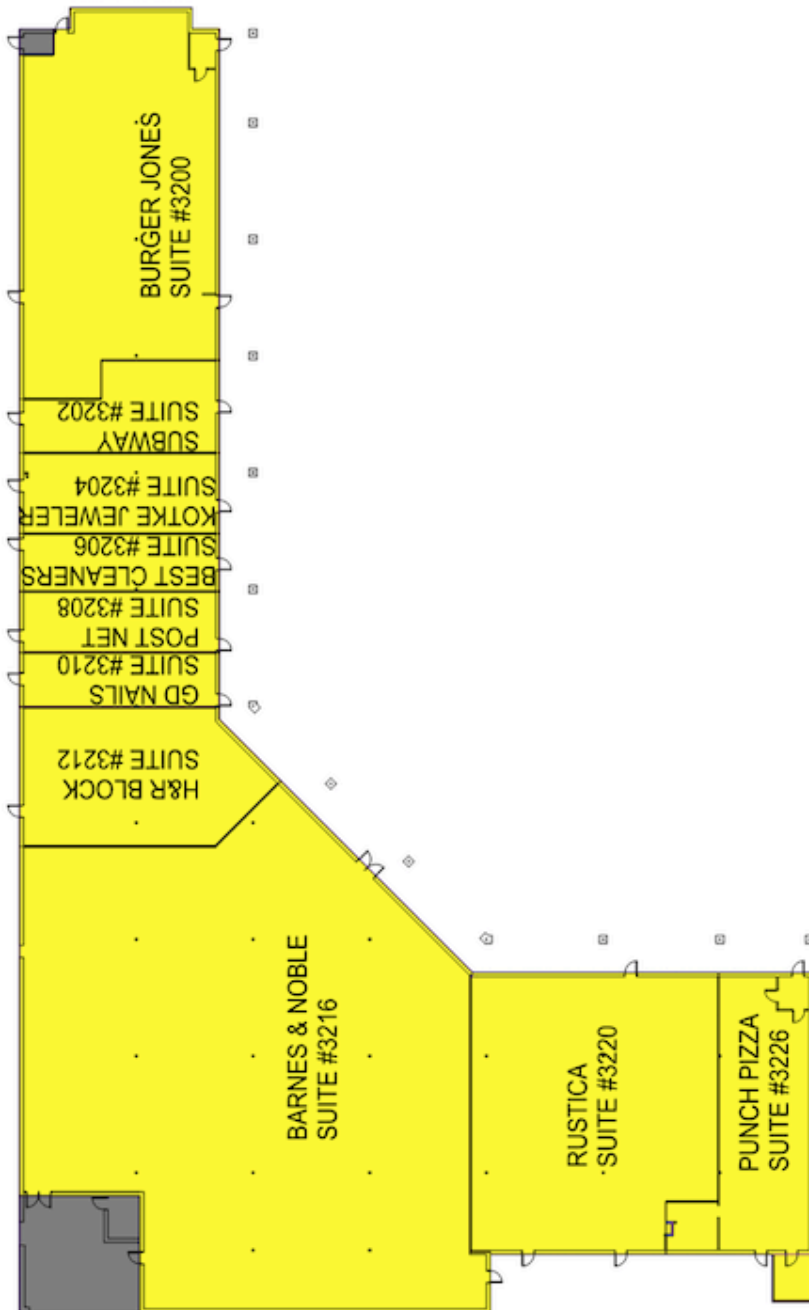 BURGER JONES
SUITE #3200
SUBWAY
SUITE #3202
KOTKE JEWELER
SUITE #3204
BEST CLEANERS
SUITE #3206
POST NET
SUITE #3208
GD NAILS
SUITE #3210
H&R BLOCK
SUITE #3212
BARNES & NOBLE
SUITE #3216
RUSTICA
SUITE #3220
PUNCH PIZZA
SUITE #3226